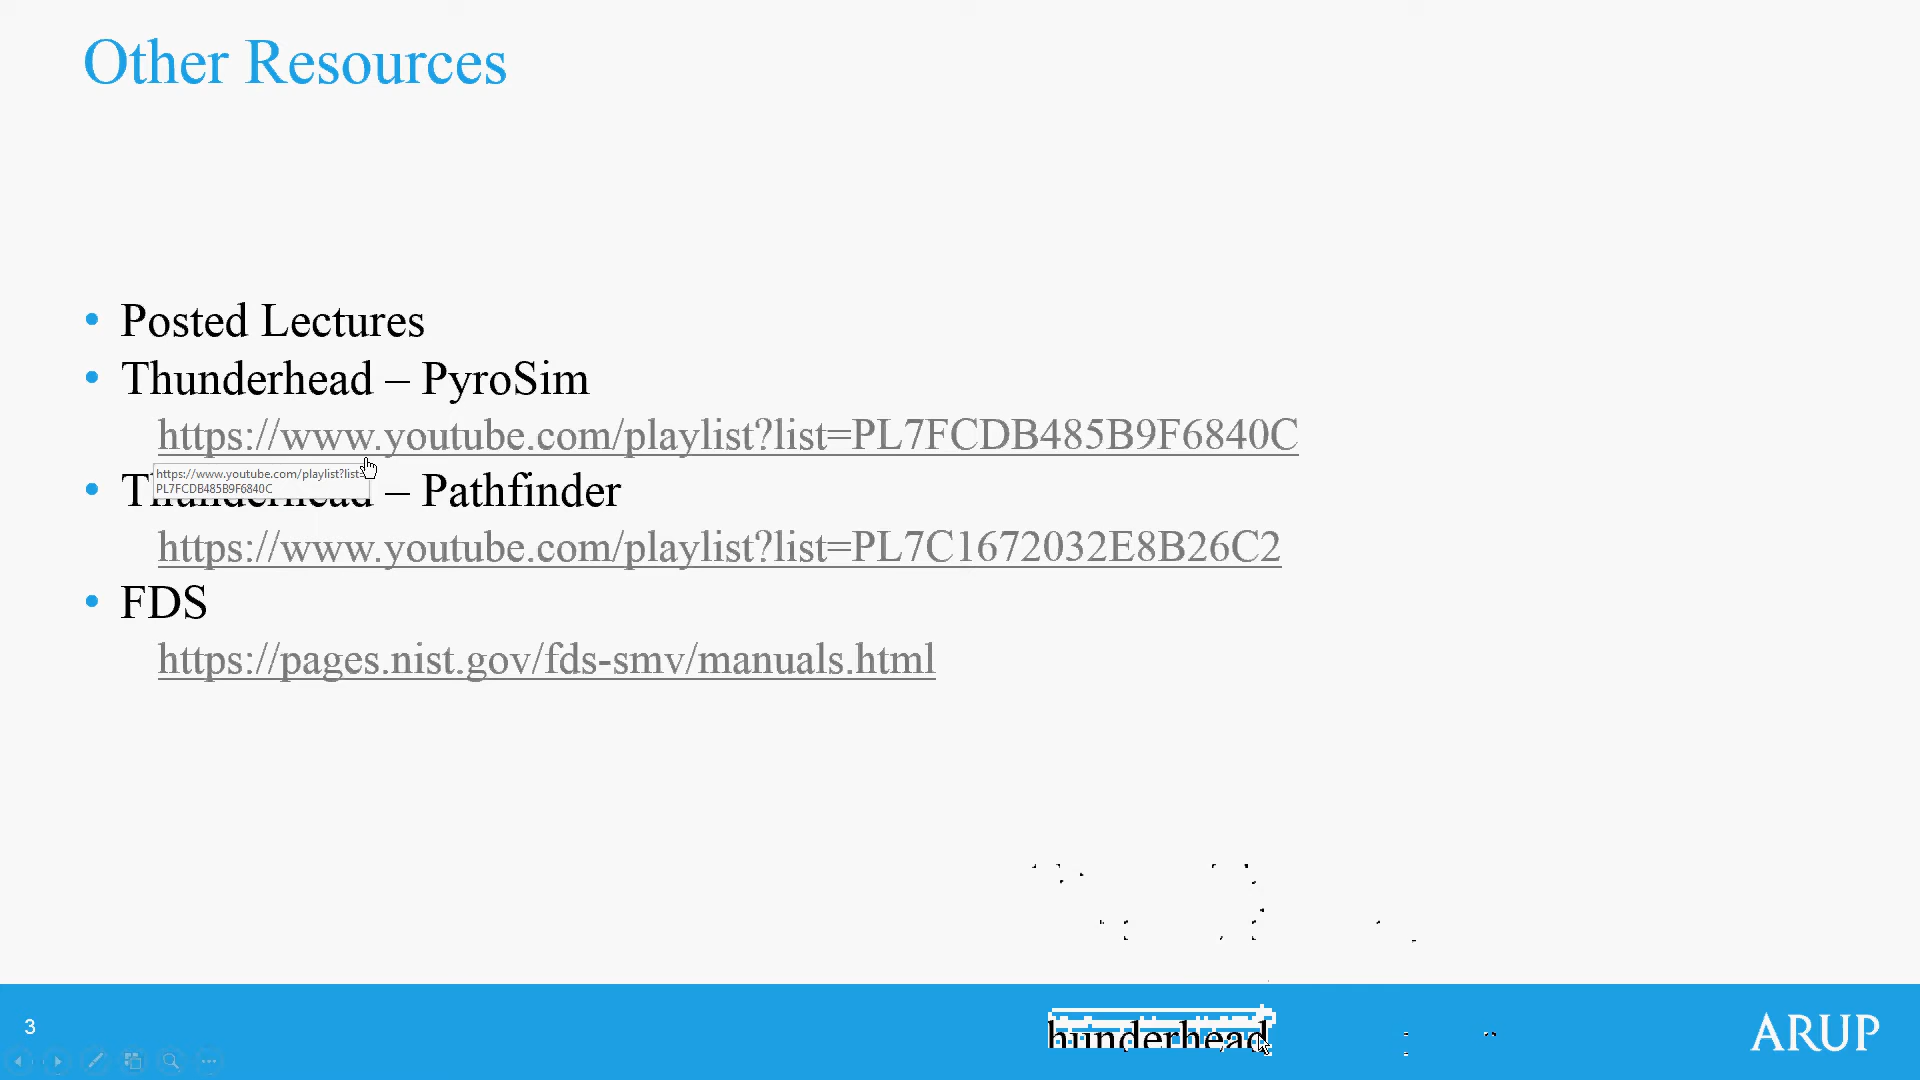 Other Resources
• Posted Lectures
• Thunderhead – PyroSim
https://www.youtube.com/playlist?list=PL7FCDB485B9F6840C
https://www.youtube.com/playlist?list=
PL7FCDB485B9F6840C
• Thunderhead – Pathfinder
https://www.youtube.com/playlist?list=PL7C1672032E8B26C2
• FDS
https://pages.nist.gov/fds-smv/manuals.html
3
hunderhead
ARUP